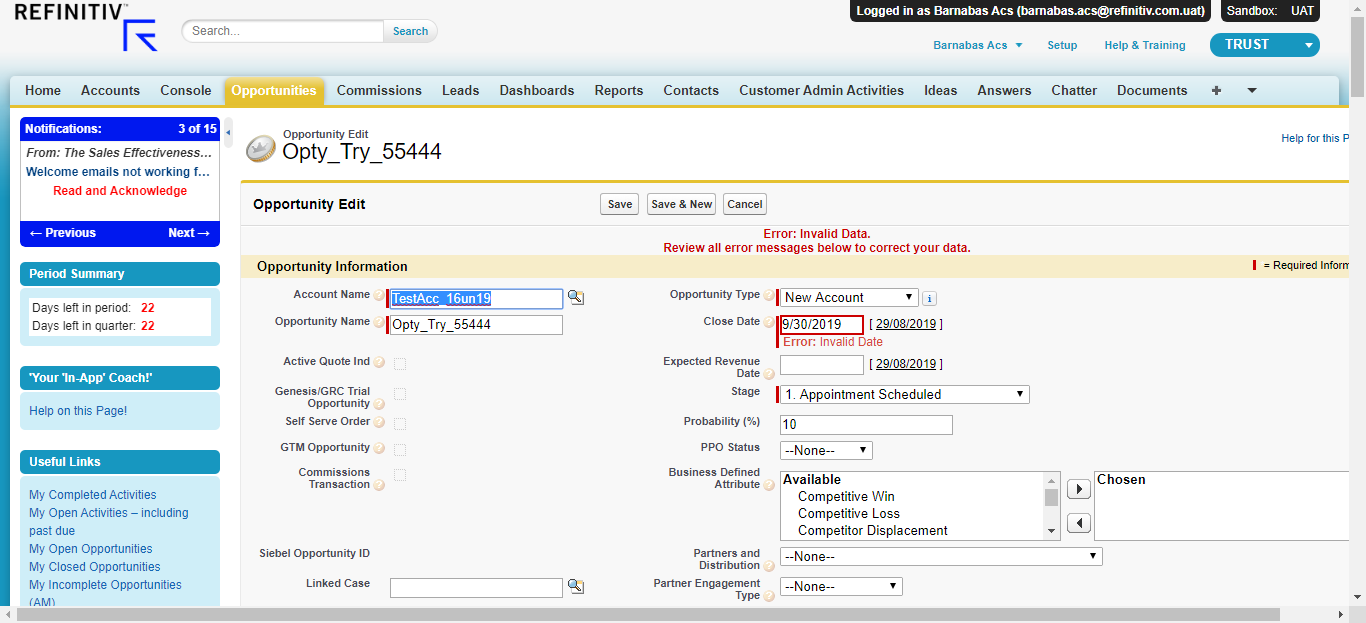 REFINITIV™
Search...
Search
Logged in as Barnabas Acs (barnabas.acs@refinitiv.com.uat)
Sandbox: UAT
Barnabas Acs
Setup
Help & Training
TRUST
Home Accounts Console Opportunities Commissions Leads Dashboards Reports Contacts Customer Admin Activities Ideas Answers Chatter Documents +
Notifications: 3 of 15
From: The Sales Effectiveness...
Welcome emails not working f...
Read and Acknowledge
← Previous Next →
Period Summary
Days left in period: 22
Days left in quarter: 22
'Your 'In-App' Coach!'
Help on this Page!
Useful Links
My Completed Activities
My Open Activities – including
past due
My Open Opportunities
My Closed Opportunities
My Incomplete Opportunities
(AM)
Opportunity Edit
Opty_Try_55444
Help for this P
Opportunity Edit
Save
Save & New
Cancel
Error: Invalid Data.
Review all error messages below to correct your data.
Opportunity Information
= Required Inform
Account Name TestAcc_16un19
Opportunity Type New Account
Opportunity Name Opty_Try_55444
Close Date 9/30/2019 [ 29/08/2019 ]
Error: Invalid Date
Active Quote Ind
Expected Revenue
Date [ 29/08/2019 ]
Genesis/GRC Trial
Opportunity
Stage 1. Appointment Scheduled
Self Serve Order
Probability (%) 10
GTM Opportunity
PPO Status --None--
Commissions
Transaction
Business Defined
Attribute
Available
Competitive Win
Competitive Loss
Competitor Displacement
Chosen
Siebel Opportunity ID
Partners and
Distribution --None--
Linked Case
Partner Engagement
Type --None--